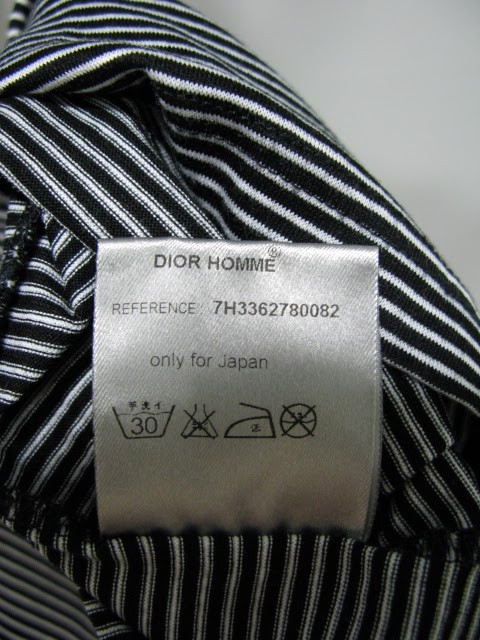 DIOR HOMME®
REFERENCE: 7H3362780082
only for Japan
手洗イ
30